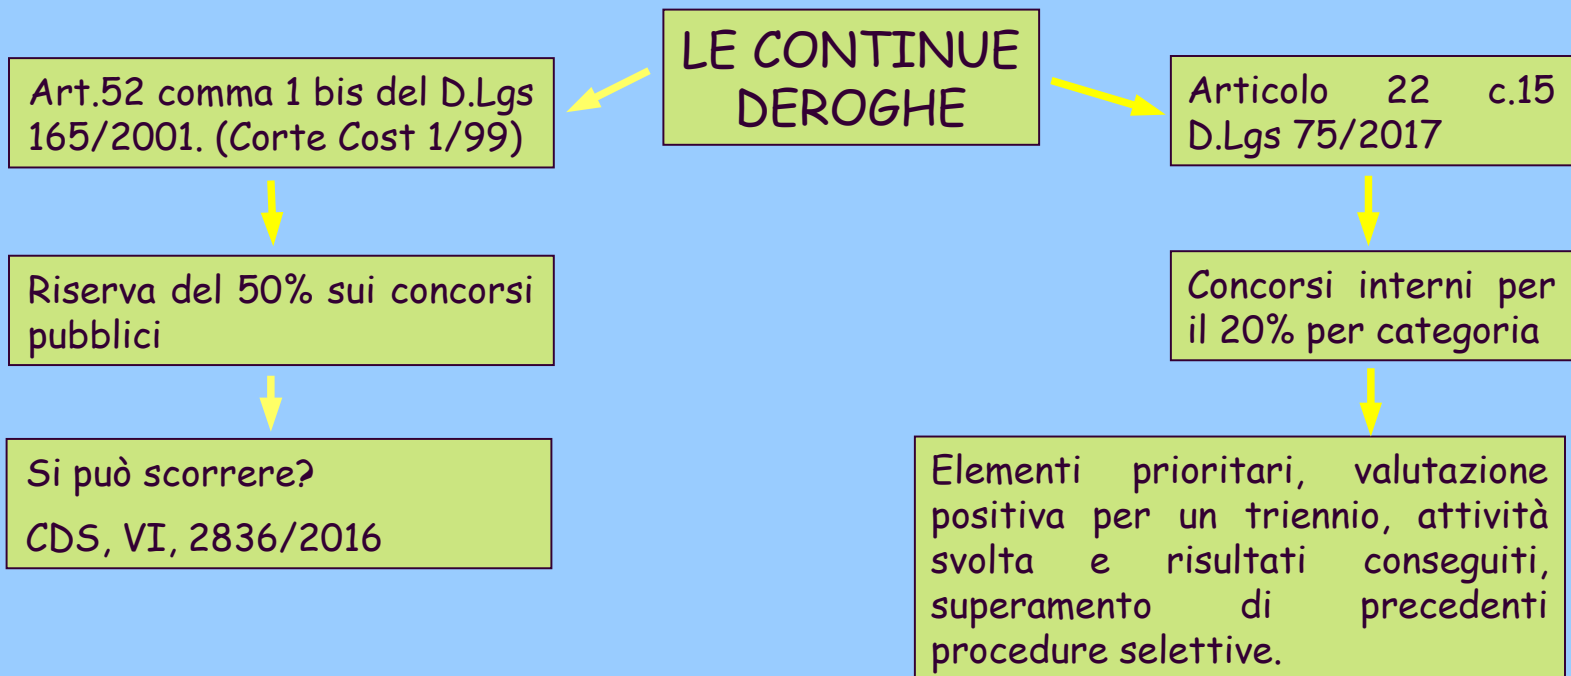 LE CONTINUE
DEROGHE
Art.52 comma 1 bis del D.Lgs
165/2001. (Corte Cost 1/99)
Riserva del 50% sui concorsi
pubblici
Si può scorrere?
CDS, VI, 2836/2016
Articolo 22 c.15
D.Lgs 75/2017
Concorsi interni per
il 20% per categoria
Elementi prioritari, valutazione
positiva per un triennio, attività
svolta e risultati conseguiti,
superamento di precedenti
procedure selettive.